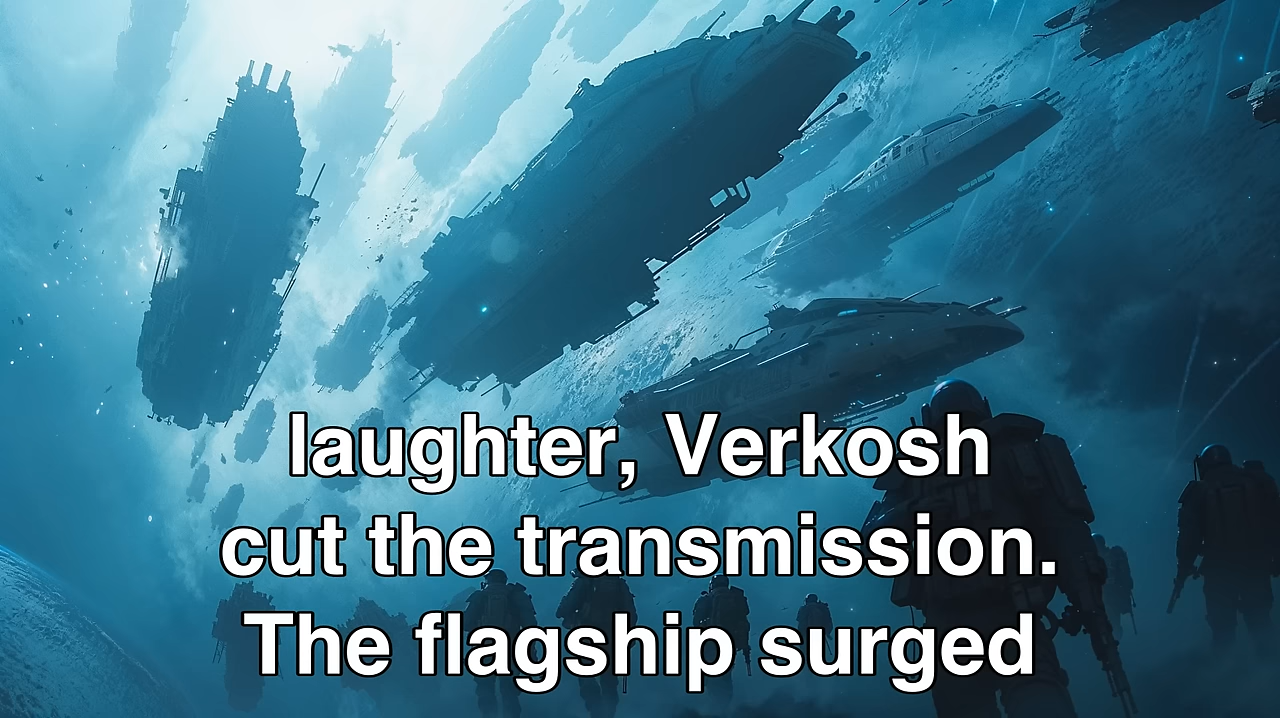 laughter, Verkosh
cut the transmission.
The flagship surged